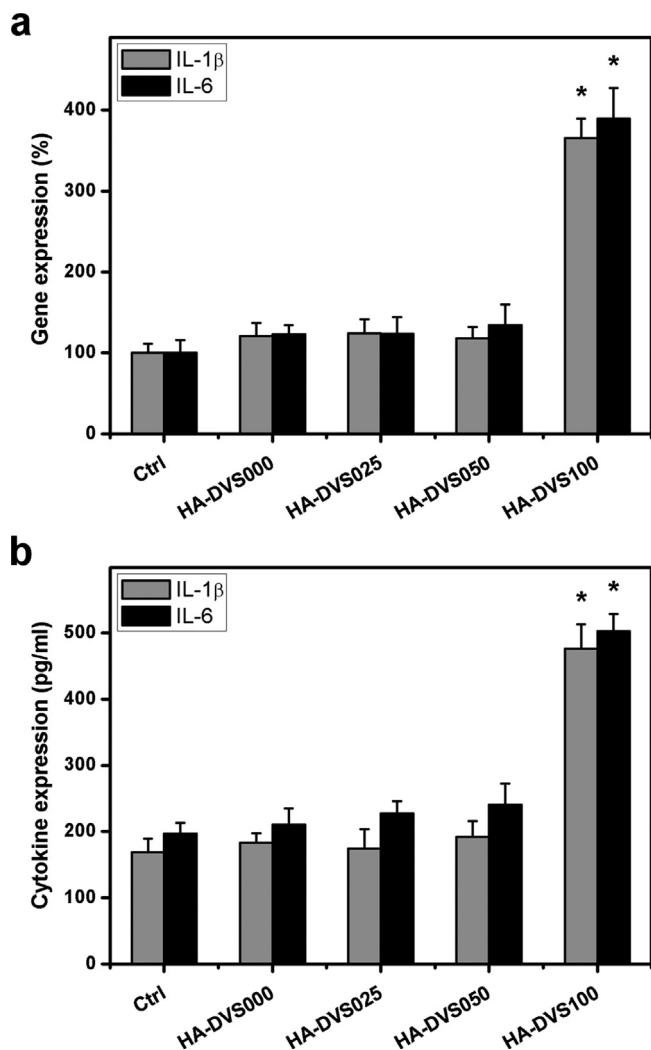 a
IL-1β
IL-6
* *
Gene expression (%)
400
300
200
100
0
Ctrl
HA-DVS000
HA-DVS025
HA-DVS050
HA-DVS100
b
IL-1β
IL-6
* *
Cytokine expression (pg/ml)
500
400
300
200
100
0
Ctrl
HA-DVS000
HA-DVS025
HA-DVS050
HA-DVS100